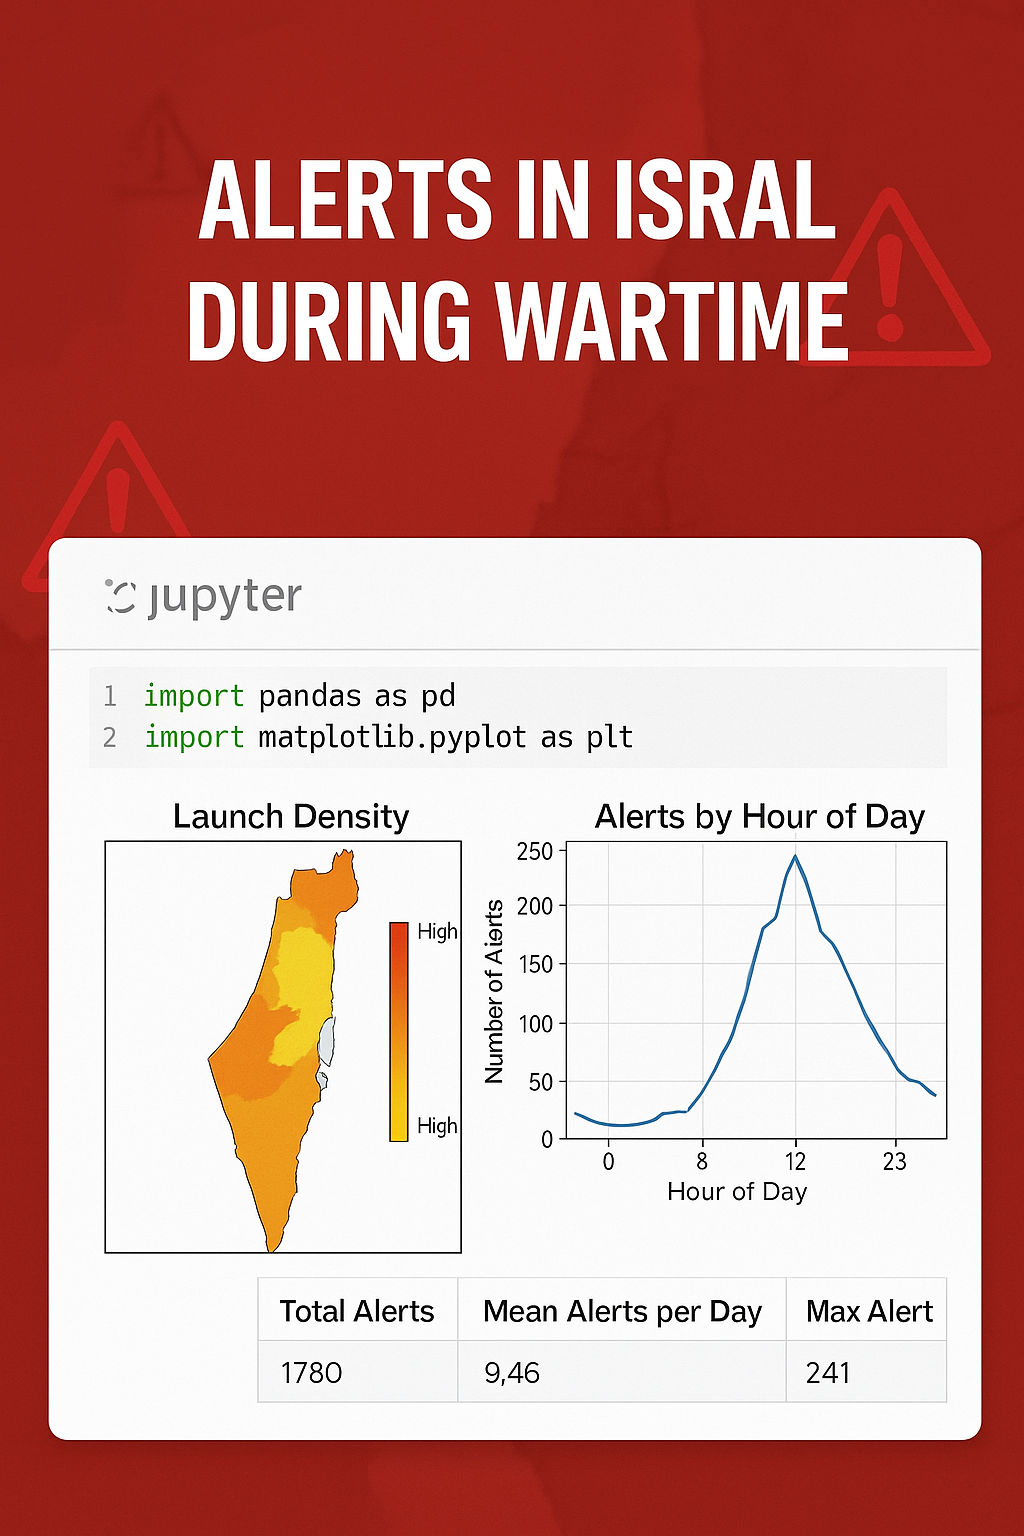 ALERTS IN ISRAL
DURING WARTIME
jupyter
1 import pandas as pd
2 import matplotlib.pyplot as plt
Launch Density
High
High
Alerts by Hour of Day
Number of Alerts
250
200
150
100
50
0
0 8 12 23
Hour of Day
Total Alerts Mean Alerts per Day Max Alert
1780 9,46 241